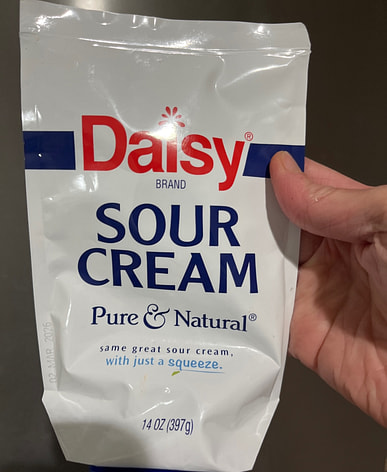 Daisy®
BRAND
SOUR
CREAM
Pure & Natural®
same great sour cream,
with just a squeeze.
14 OZ (397g)